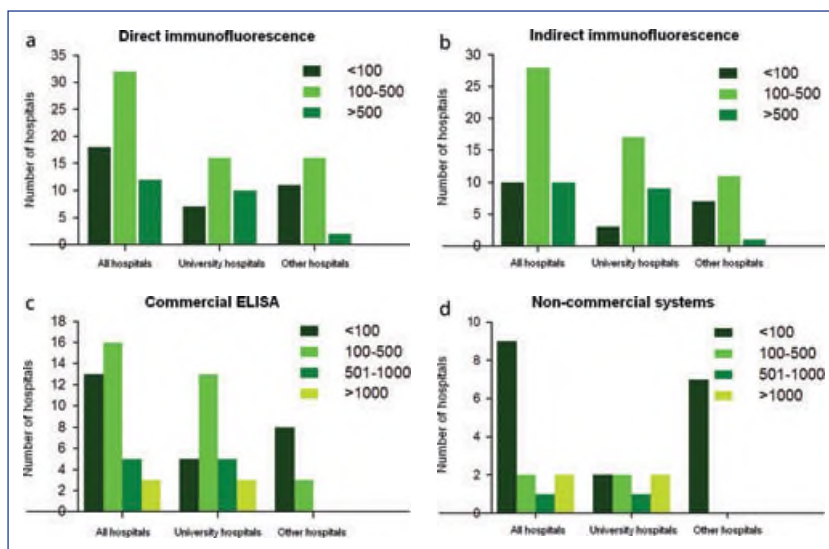 a
Direct immunofluorescence
Number of hospitals
35
30
25
20
15
10
5
0
<100
100-500
>500
All hospitals
University hospitals
Other hospitals
b
Indirect immunofluorescence
Number of hospitals
30
25
20
15
10
5
0
<100
100-500
>500
All hospitals
University hospitals
Other hospitals
c
Commercial ELISA
Number of hospitals
18
16
14
12
10
8
6
4
2
0
<100
100-500
501-1000
>1000
All hospitals
University hospitals
Other hospitals
d
Non-commercial systems
Number of hospitals
10
8
6
4
2
0
<100
100-500
501-1000
>1000
All hospitals
University hospitals
Other hospitals